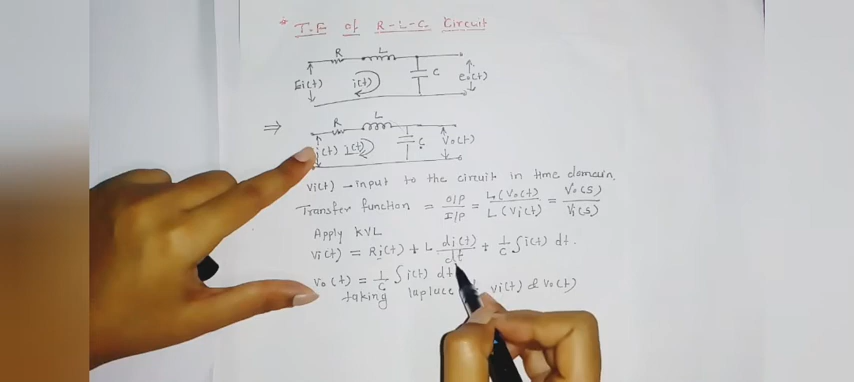 * T.F of R-L-C Circuit
R L
Ei(t) i(t) C eo(t)
⇒ R L
i(t) I(t) C Vo(t)
Vi(t) – input to the circuit in time domain.
Transfer function = O/P / I/P = L.(Vo(t)) / L(Vi(t)) = Vo(s) / Vi(s)
Apply KVL
Vi(t) = Ri(t) + L di(t)/dt + 1/C ∫ i(t) dt.
Vo(t) = 1/C ∫ i(t) dt
taking laplace vi(t) & vo(t)